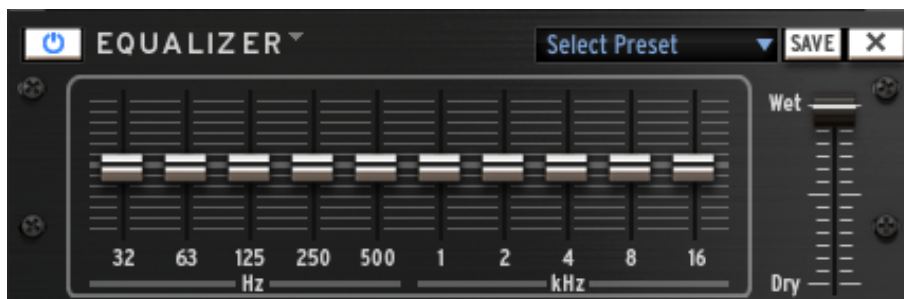 EQUALIZER Select Preset SAVE
Wet
32 63 125 250 500 1 2 4 8 16
Hz kHz Dry